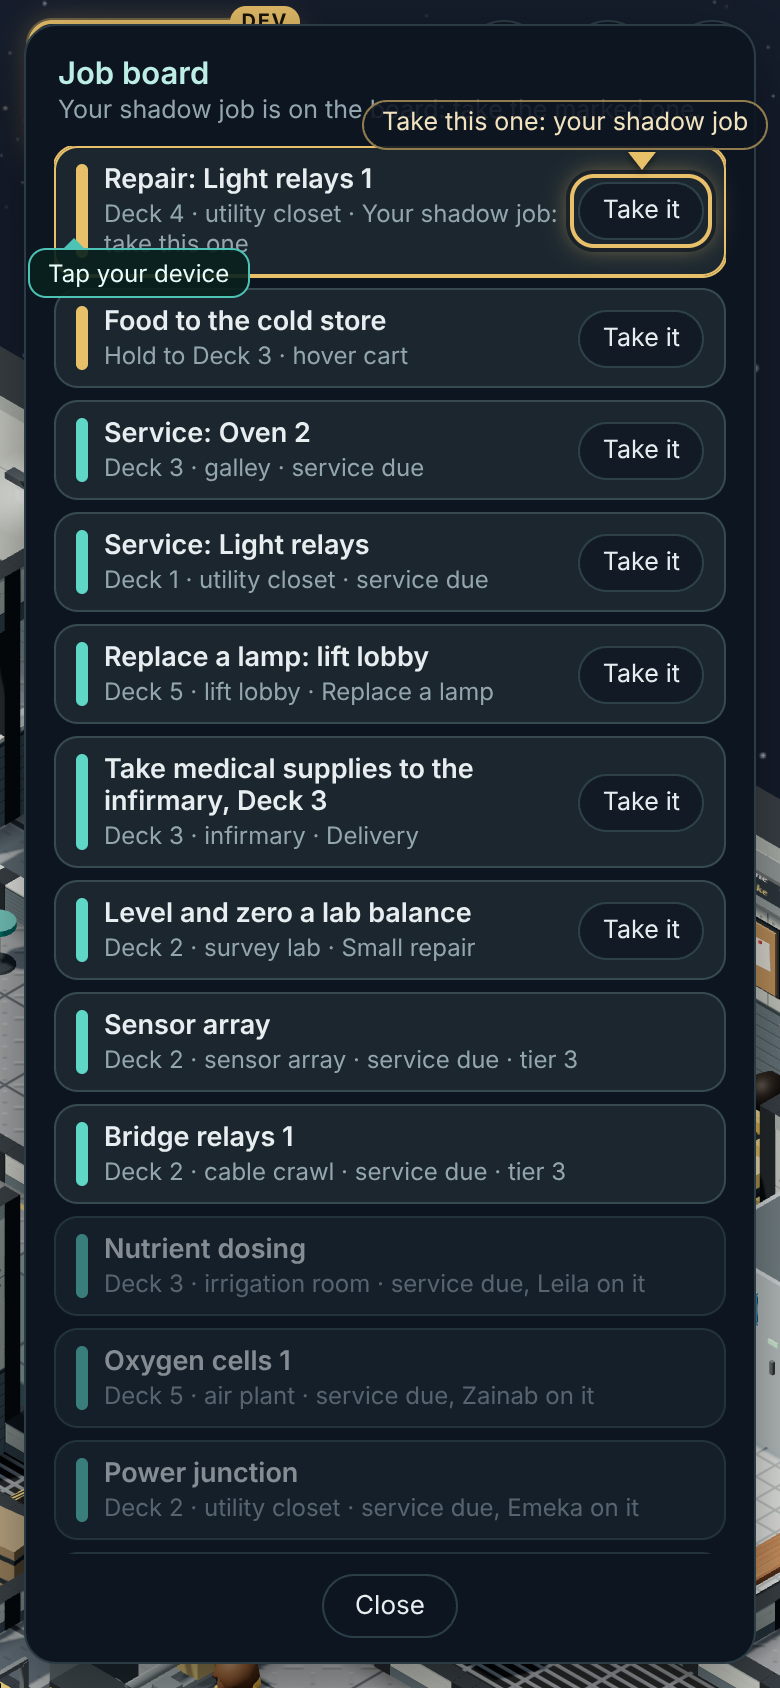 DEV
Job board
Your shadow job is on the board: take the marked one
Take this one: your shadow job
Repair: Light relays 1
Deck 4 · utility closet · Your shadow job:
take this one
Take it
Tap your device
Food to the cold store
Hold to Deck 3 · hover cart
Take it
Service: Oven 2
Deck 3 · galley · service due
Take it
Service: Light relays
Deck 1 · utility closet · service due
Take it
Replace a lamp: lift lobby
Deck 5 · lift lobby · Replace a lamp
Take it
Take medical supplies to the
infirmary, Deck 3
Deck 3 · infirmary · Delivery
Take it
Level and zero a lab balance
Deck 2 · survey lab · Small repair
Take it
Sensor array
Deck 2 · sensor array · service due · tier 3
Bridge relays 1
Deck 2 · cable crawl · service due · tier 3
Nutrient dosing
Deck 3 · irrigation room · service due, Leila on it
Oxygen cells 1
Deck 5 · air plant · service due, Zainab on it
Power junction
Deck 2 · utility closet · service due, Emeka on it
Close